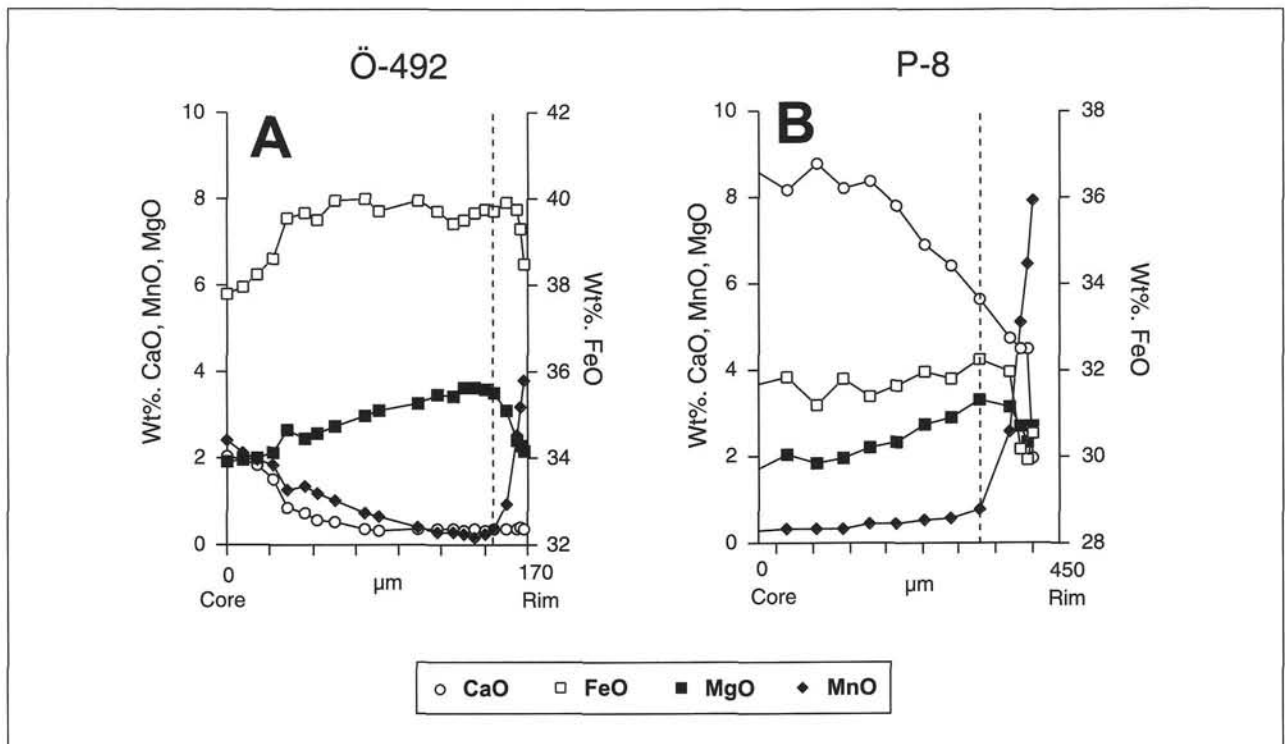 Ö-492
P-8
A
B
10
8
6
4
2
0
Wt%. CaO, MnO, MgO
42
40
38
35
34
32
Wt%. FeO
0
µm
170
Core
Rim
10
8
6
4
2
0
Wt%. CaO, MnO, MgO
38
36
34
32
30
28
Wt%. FeO
0
µm
450
Core
Rim
CaO FeO MgO MnO